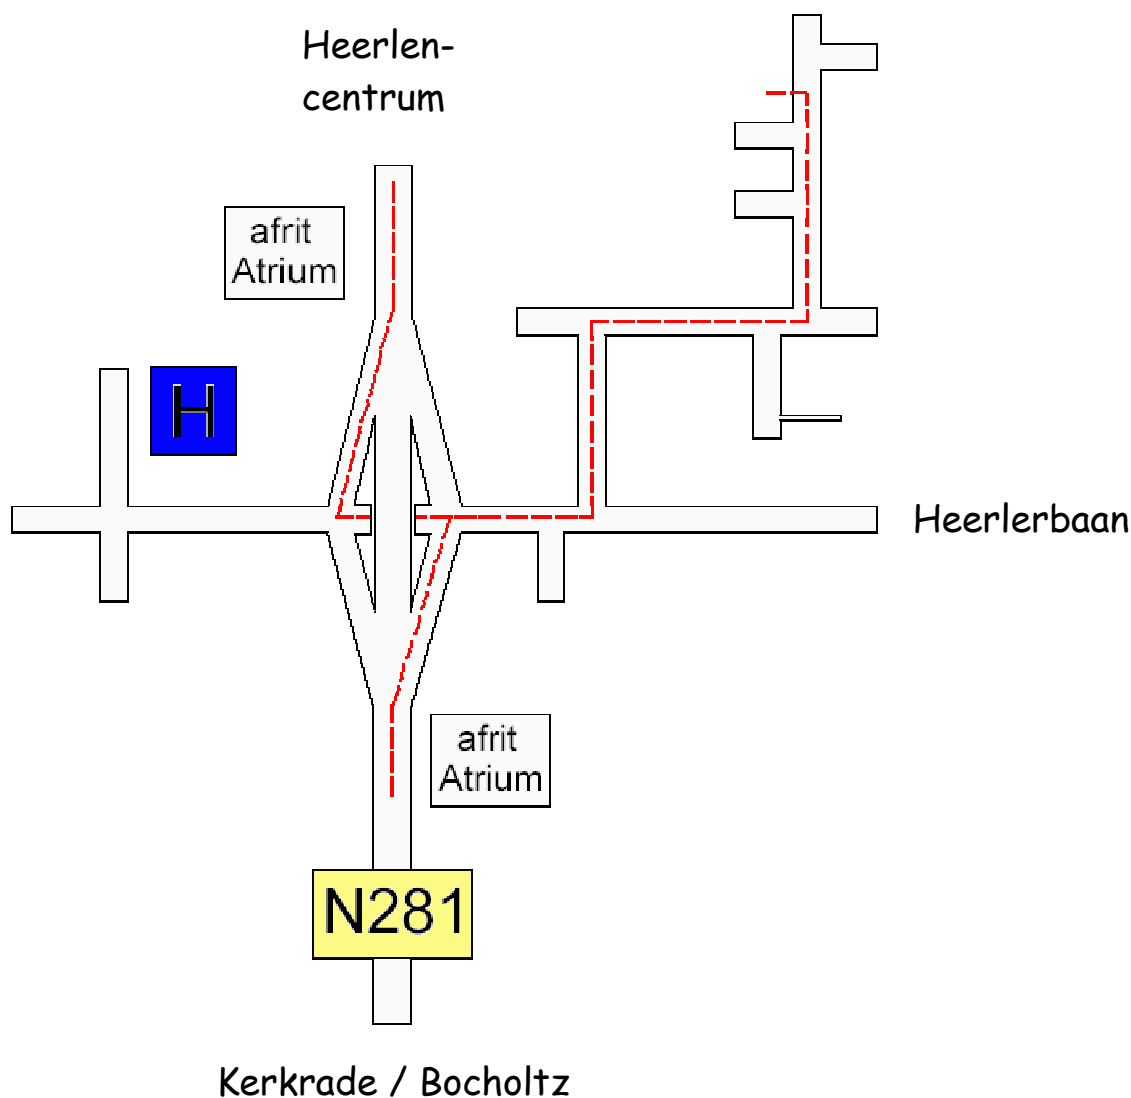 Heerlen-
centrum
afrit
Atrium
H
Heerlerbaan
afrit
Atrium
N281
Kerkrade / Bocholtz